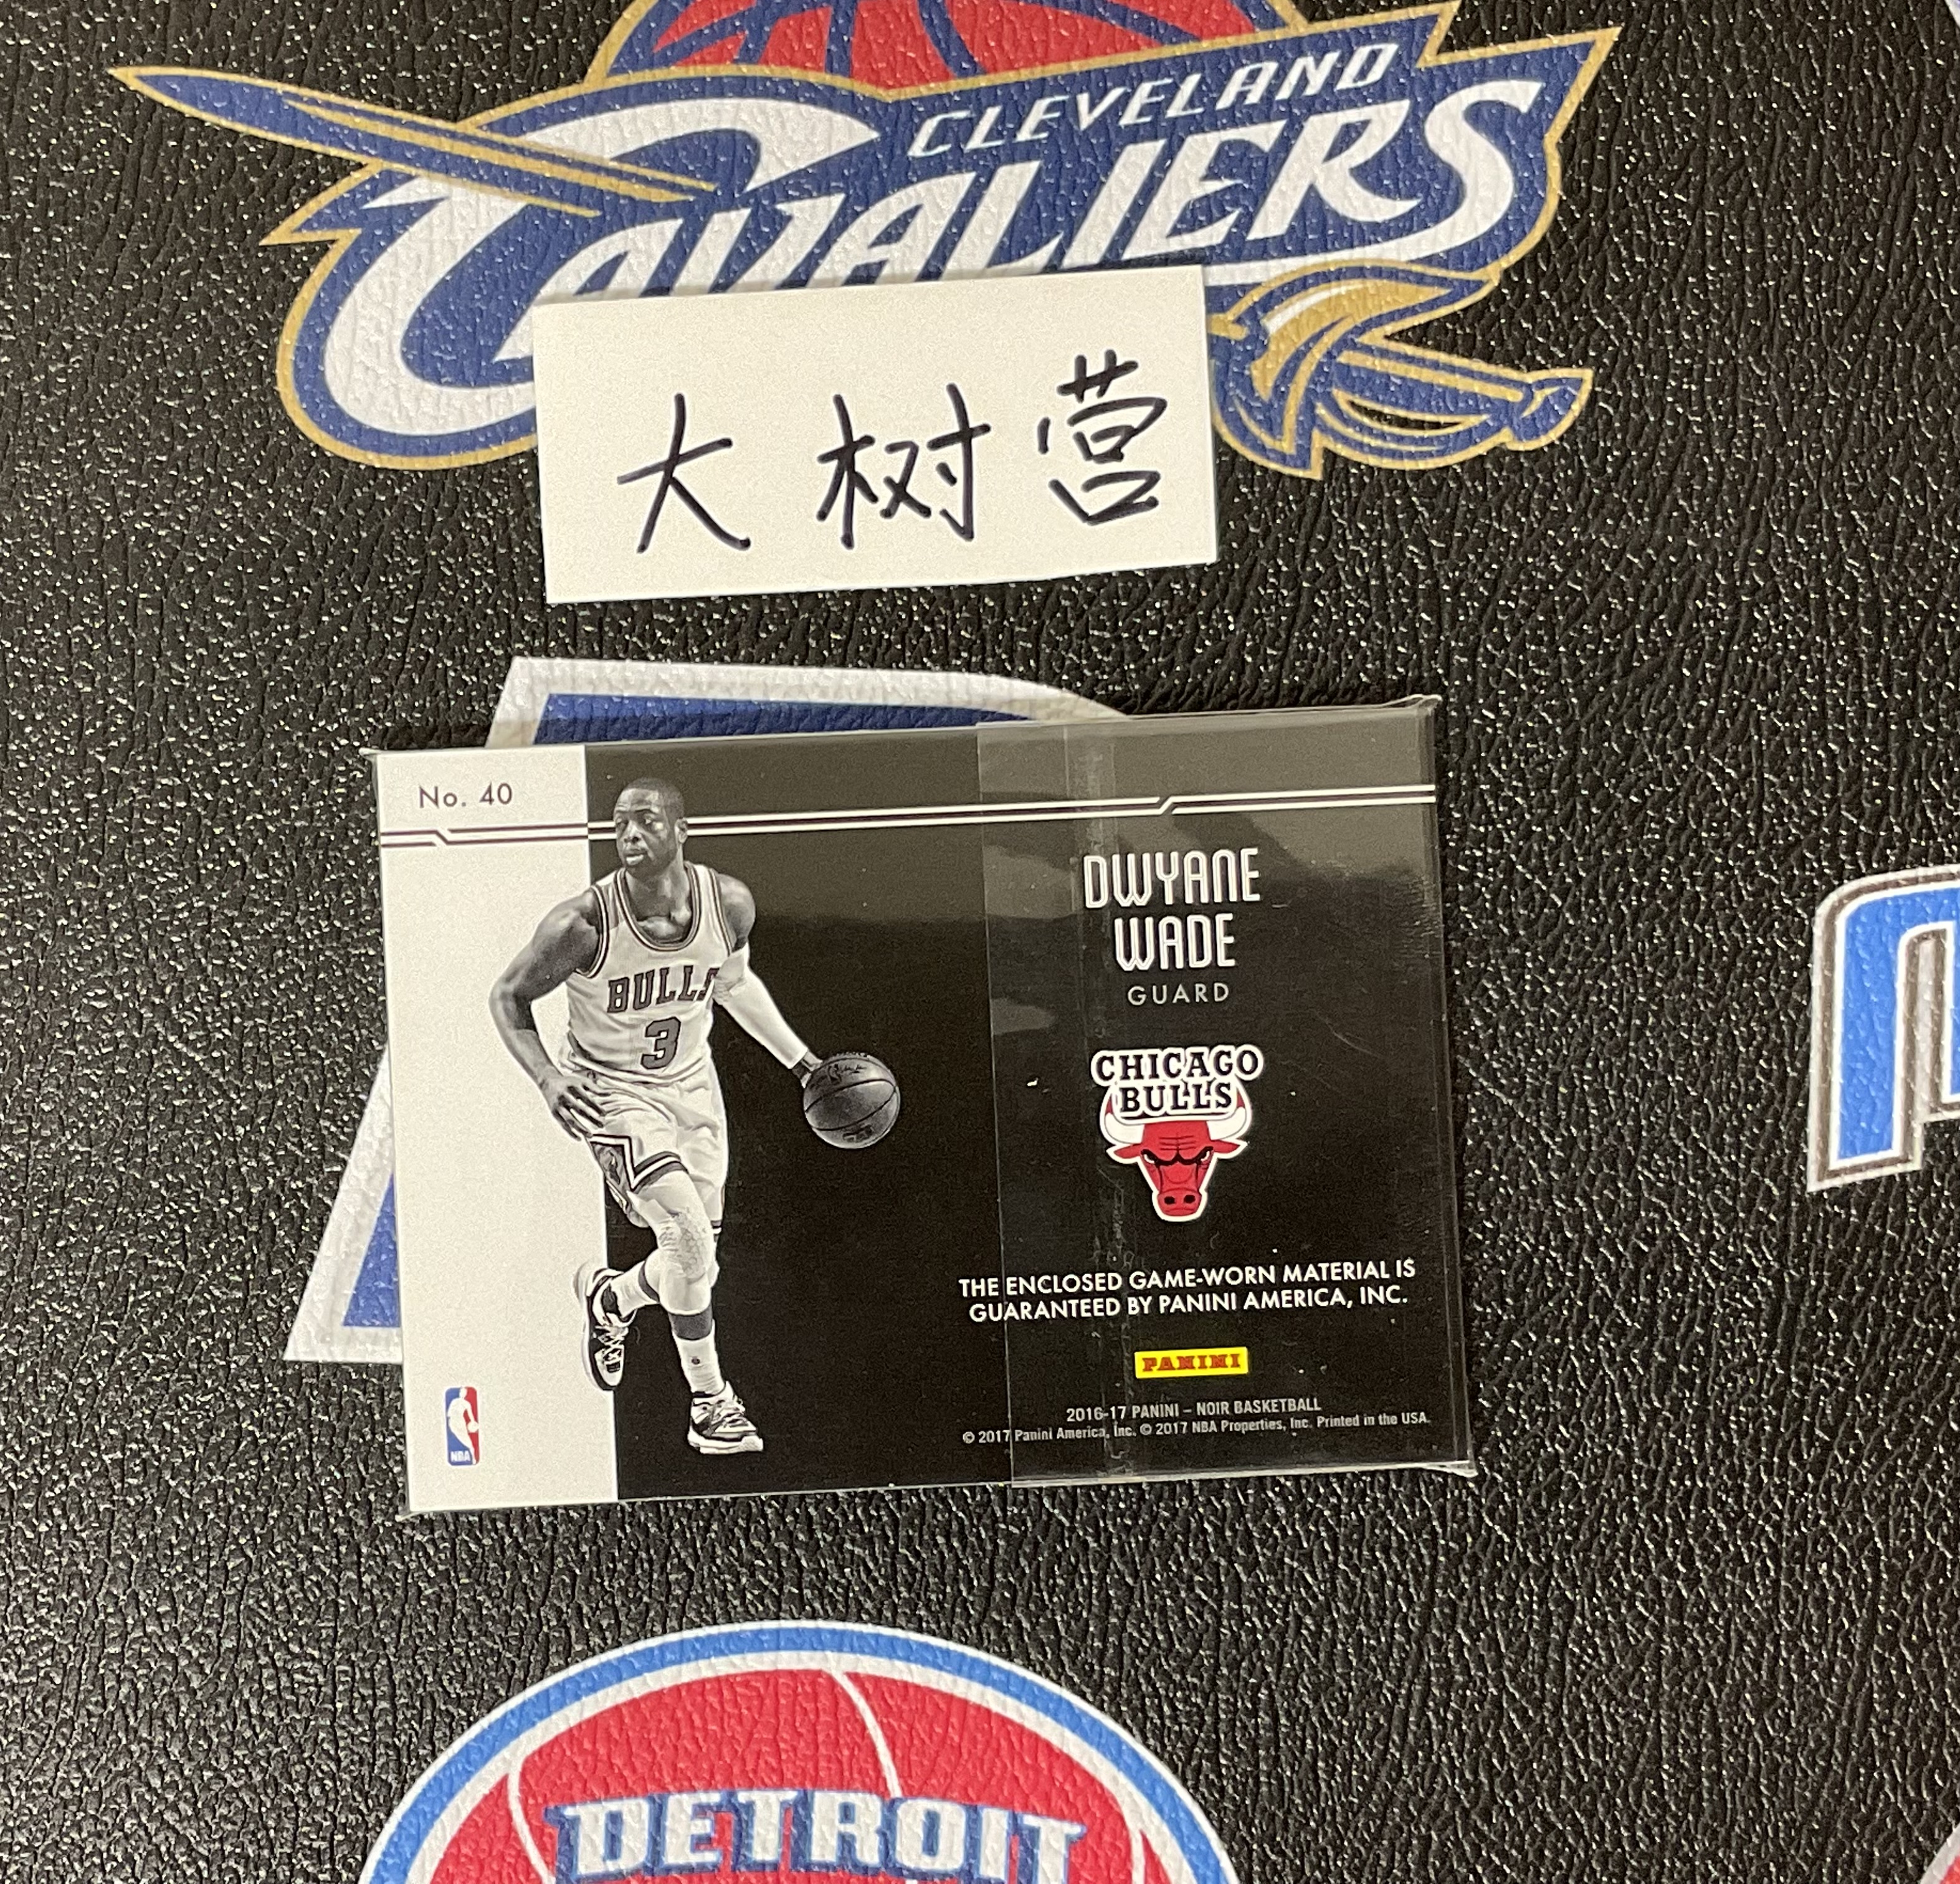 CLEVELAND
CAVALIERS
大树营
No. 40
BULLS
3
DWYANE
WADE
GUARD
CHICAGO
BULLS
THE ENCLOSED GAME-WORN MATERIAL IS
GUARANTEED BY PANINI AMERICA, INC.
PANINI
2016-17 PANINI – NOIR BASKETBALL
© 2017 Panini America, Inc. © 2017 NBA Properties, Inc. Printed in the USA.
NBA
DETROIT